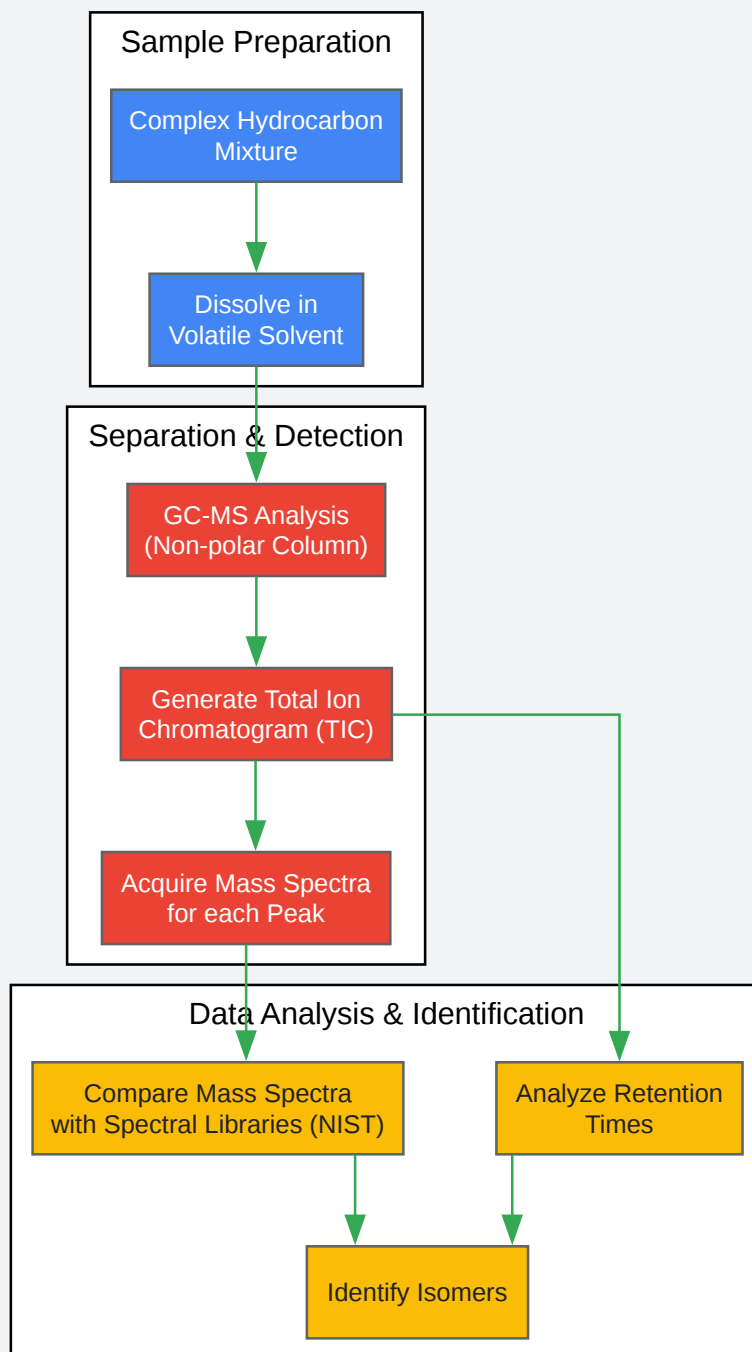 Sample Preparation
Complex Hydrocarbon
Mixture
Dissolve in
Volatile Solvent
Separation & Detection
GC-MS Analysis
(Non-polar Column)
Generate Total Ion
Chromatogram (TIC)
Acquire Mass Spectra
for each Peak
Data Analysis & Identification
Compare Mass Spectra
with Spectral Libraries (NIST)
Analyze Retention
Times
Identify Isomers